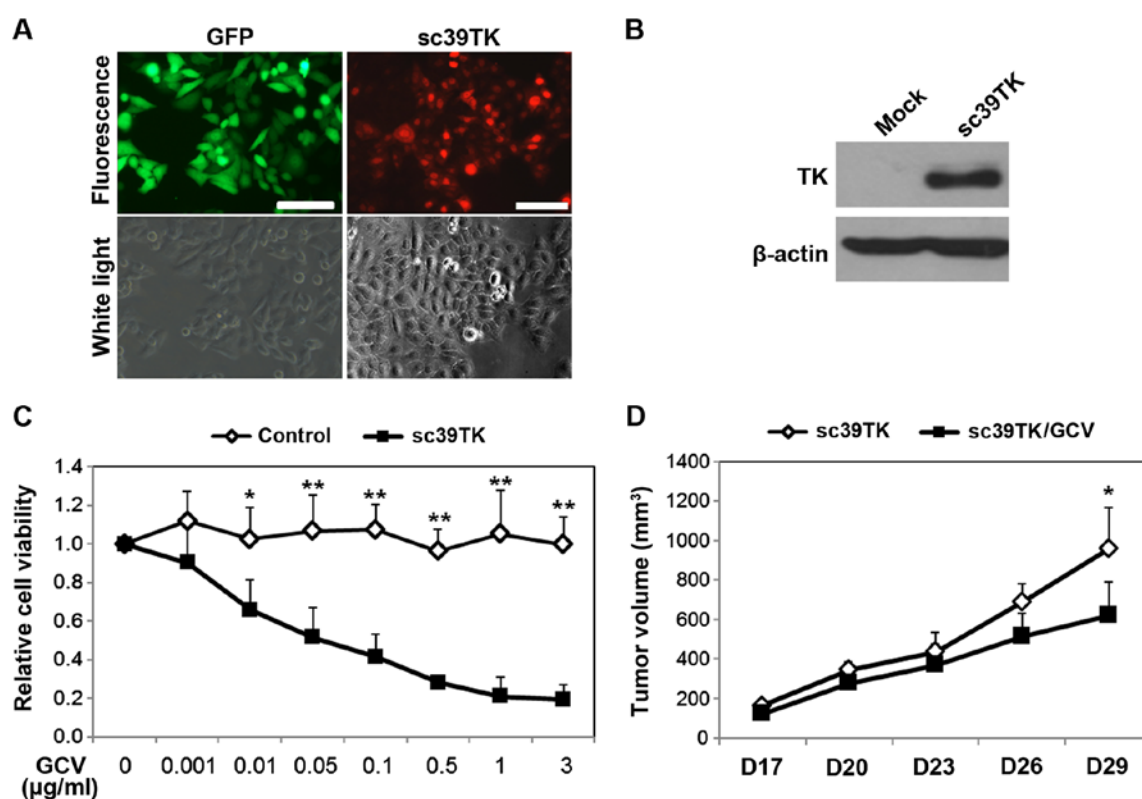 A
GFP
sc39TK
Fluorescence
White light
B
Mock
sc39TK
TK
β-actin
C
Control
sc39TK
Relative cell viability
1.4
1.2
1.0
0.8
0.6
0.4
0.2
0.0
* ** ** ** ** **
GCV
(µg/ml)
0 0.001 0.01 0.05 0.1 0.5 1 3
D
sc39TK
sc39TK/GCV
Tumor volume (mm³)
1400
1200
1000
800
600
400
200
0
*
D17 D20 D23 D26 D29